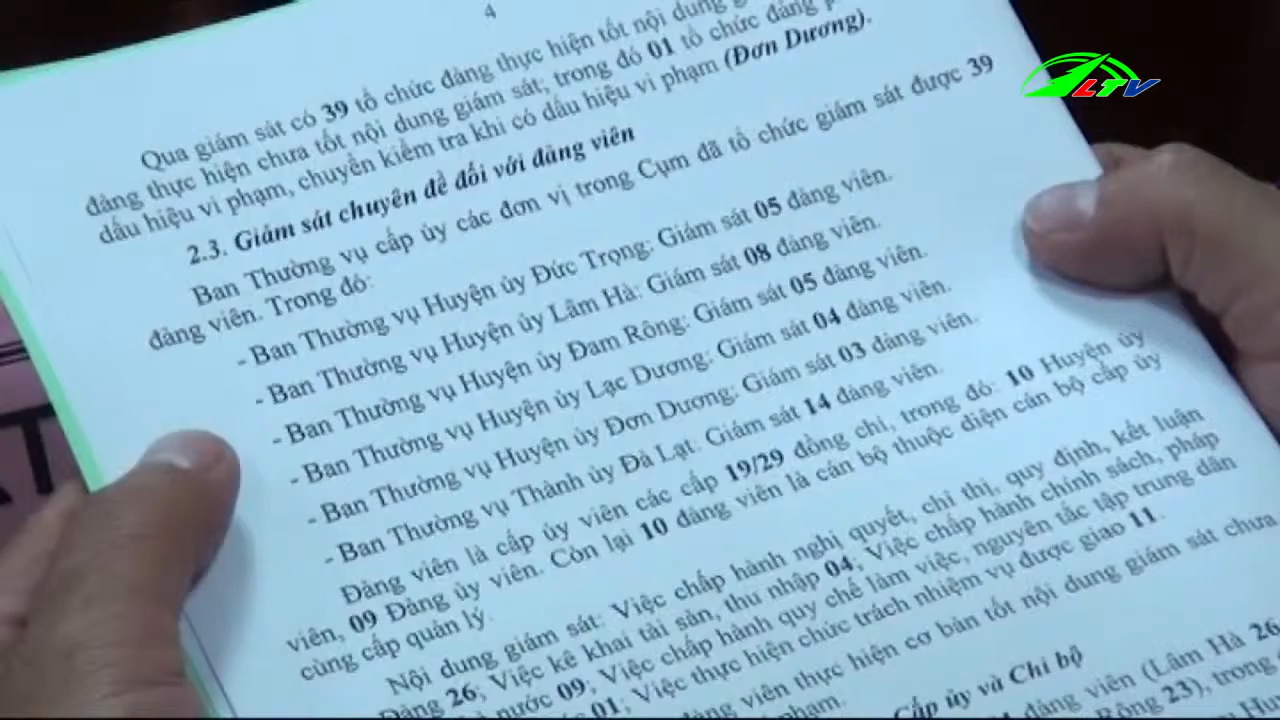 4
Qua giám sát có 39 tổ chức đảng thực hiện tốt nội dung
đảng thực hiện chưa tốt nội dung giám sát; trong đó 01 tổ chức đảng
dấu hiệu vi phạm, chuyển kiểm tra khi có dấu hiệu vi phạm (Đơn Dương).
2.3. Giám sát chuyên đề đối với đảng viên
Ban Thường vụ cấp ủy các đơn vị trong Cụm đã tổ chức giám sát được 39
đảng viên. Trong đó:
- Ban Thường vụ Huyện ủy Đức Trọng: Giám sát 05 đảng viên.
- Ban Thường vụ Huyện ủy Lâm Hà: Giám sát 08 đảng viên.
- Ban Thường vụ Huyện ủy Đam Rông: Giám sát 05 đảng viên.
- Ban Thường vụ Huyện ủy Lạc Dương: Giám sát 04 đảng viên.
- Ban Thường vụ Huyện ủy Đơn Dương: Giám sát 03 đảng viên.
- Ban Thường vụ Thành ủy Đà Lạt: Giám sát 14 đảng viên.
Đảng viên là cấp ủy viên các cấp 19/29 đồng chí, trong đó: 10 Huyện ủy
viên, 09 Đảng ủy viên. Còn lại 10 đảng viên là cán bộ thuộc diện cán bộ cấp ủy
cùng cấp quản lý.
Nội dung giám sát: Việc chấp hành nghị quyết, chỉ thị, quy định, kết luận
Đảng 26; Việc kê khai tài sản, thu nhập 04; Việc chấp hành chính sách, pháp
nước 09; Việc chấp hành quy chế làm việc, nguyên tắc tập trung dân
01; Việc thực hiện chức trách nhiệm vụ được giao 11.
đảng viên thực hiện cơ bản tốt nội dung giám sát chưa
phạm.
Cấp ủy và Chi bộ
đảng viên (Lâm Hà 26
Rông 23), trong
LTV